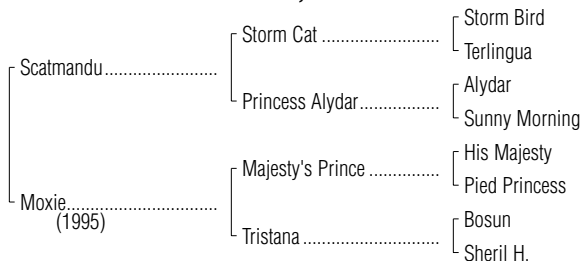 Storm Bird
Storm Cat ........................
Terlingua
Scatmandu.......................
Alydar
Princess Alydar................
Sunny Morning
His Majesty
Majesty's Prince ..............
Pied Princess
Moxie...............................
(1995)
Bosun
Tristana ............................
Sheril H.